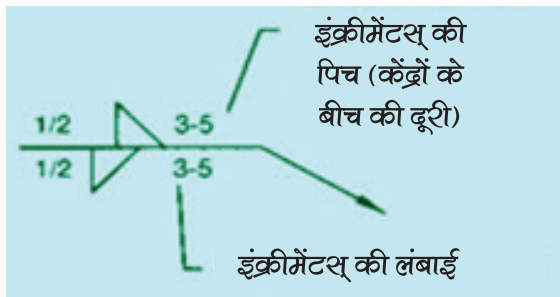 इंक्रीमेंटस् की
पिच (केंद्रों के
बीच की दूरी)
1/2 3-5
1/2 3-5
इंक्रीमेंटस् की लंबाई